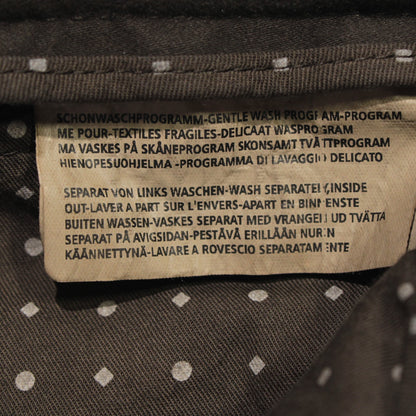 SCHONWASCHPROGRAMM-GENTLE WASH PROGRAM-PROGRAM
ME POUR-TEXTILES FRAGILES-DELICAAT WASPROGRAM
MA VASKES PÅ SKÅNEPROGRAM SKONSAMT TVÄTTPROGRAM
HIENOPESUOHJELMA -PROGRAMMA DI LAVAGGIO DELICATO
SEPARAT VON LINKS WASCHEN-WASH SEPARATELY,INSIDE
OUT-LAVER A PART SUR L'ENVERS-APART EN BINNENSTE
BUITEN WASSEN-VASKES SEPARAT MED VRANGEN UD TVÄTTA
SEPARAT PÅ AVIGSIDAN-PESTÄVÄ ERILLÄÄN NURIN
KÄÄNNETTYNÄ-LAVARE A ROVESCIO SEPARATAMENTE